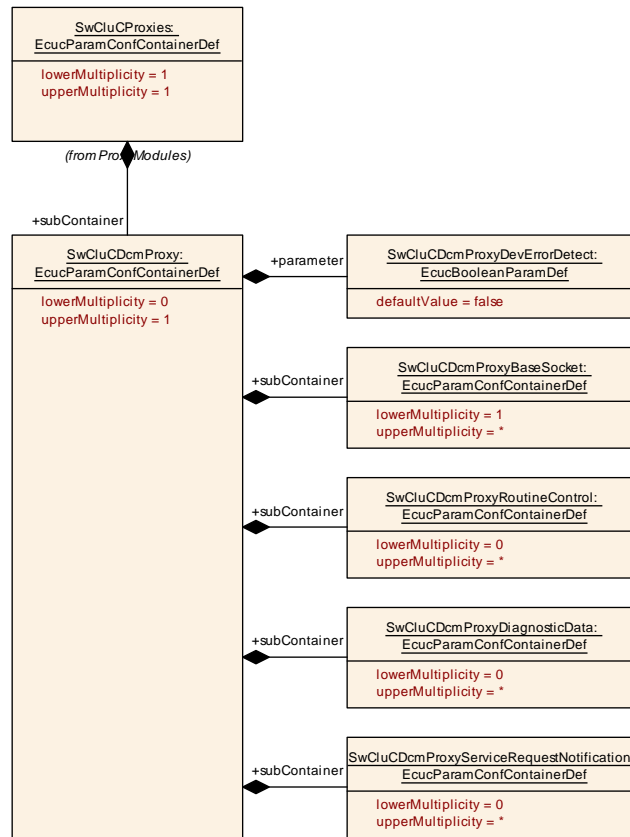 SwCluCProxies:
EcucParamConfContainerDef
lowerMultiplicity = 1
upperMultiplicity = 1
(from ProxyModules)
+subContainer
SwCluCDcmProxy:
EcucParamConfContainerDef
lowerMultiplicity = 0
upperMultiplicity = 1
+parameter
SwCluCDcmProxyDevErrorDetect:
EcucBooleanParamDef
defaultValue = false
+subContainer
SwCluCDcmProxyBaseSocket:
EcucParamConfContainerDef
lowerMultiplicity = 1
upperMultiplicity = *
+subContainer
SwCluCDcmProxyRoutineControl:
EcucParamConfContainerDef
lowerMultiplicity = 0
upperMultiplicity = *
+subContainer
SwCluCDcmProxyDiagnosticData:
EcucParamConfContainerDef
lowerMultiplicity = 0
upperMultiplicity = *
+subContainer
SwCluCDcmProxyServiceRequestNotification
EcucParamConfContainerDef
lowerMultiplicity = 0
upperMultiplicity = *